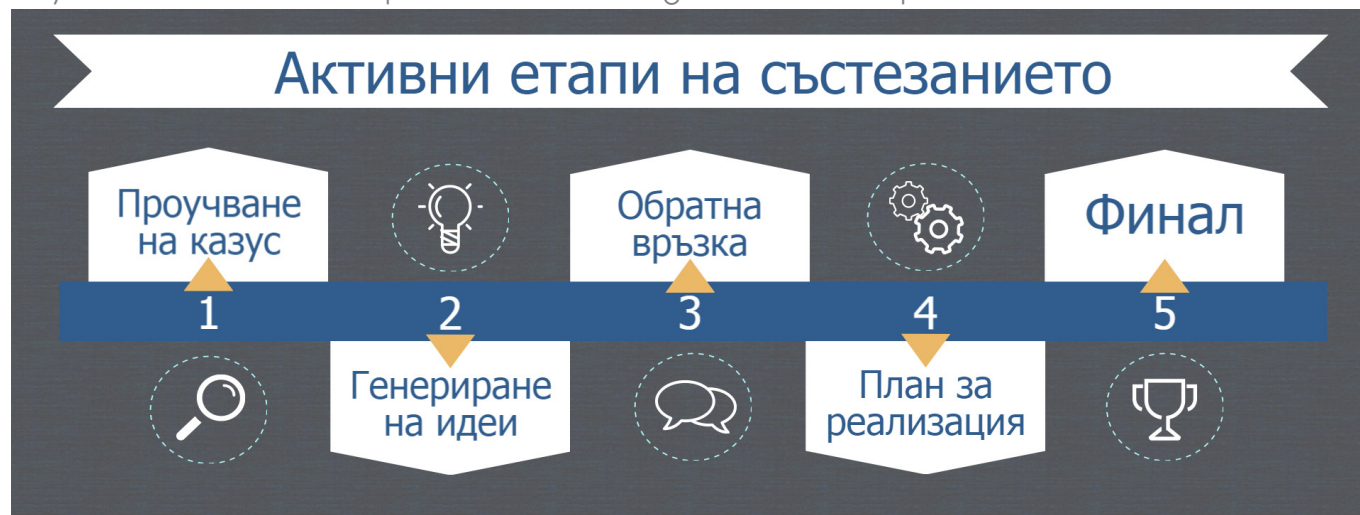 Активни етапи на състезанието
Проучване
на казус
Обратна
връзка
Финал
1
2
3
4
5
Генериране
на идеи
План за
реализация